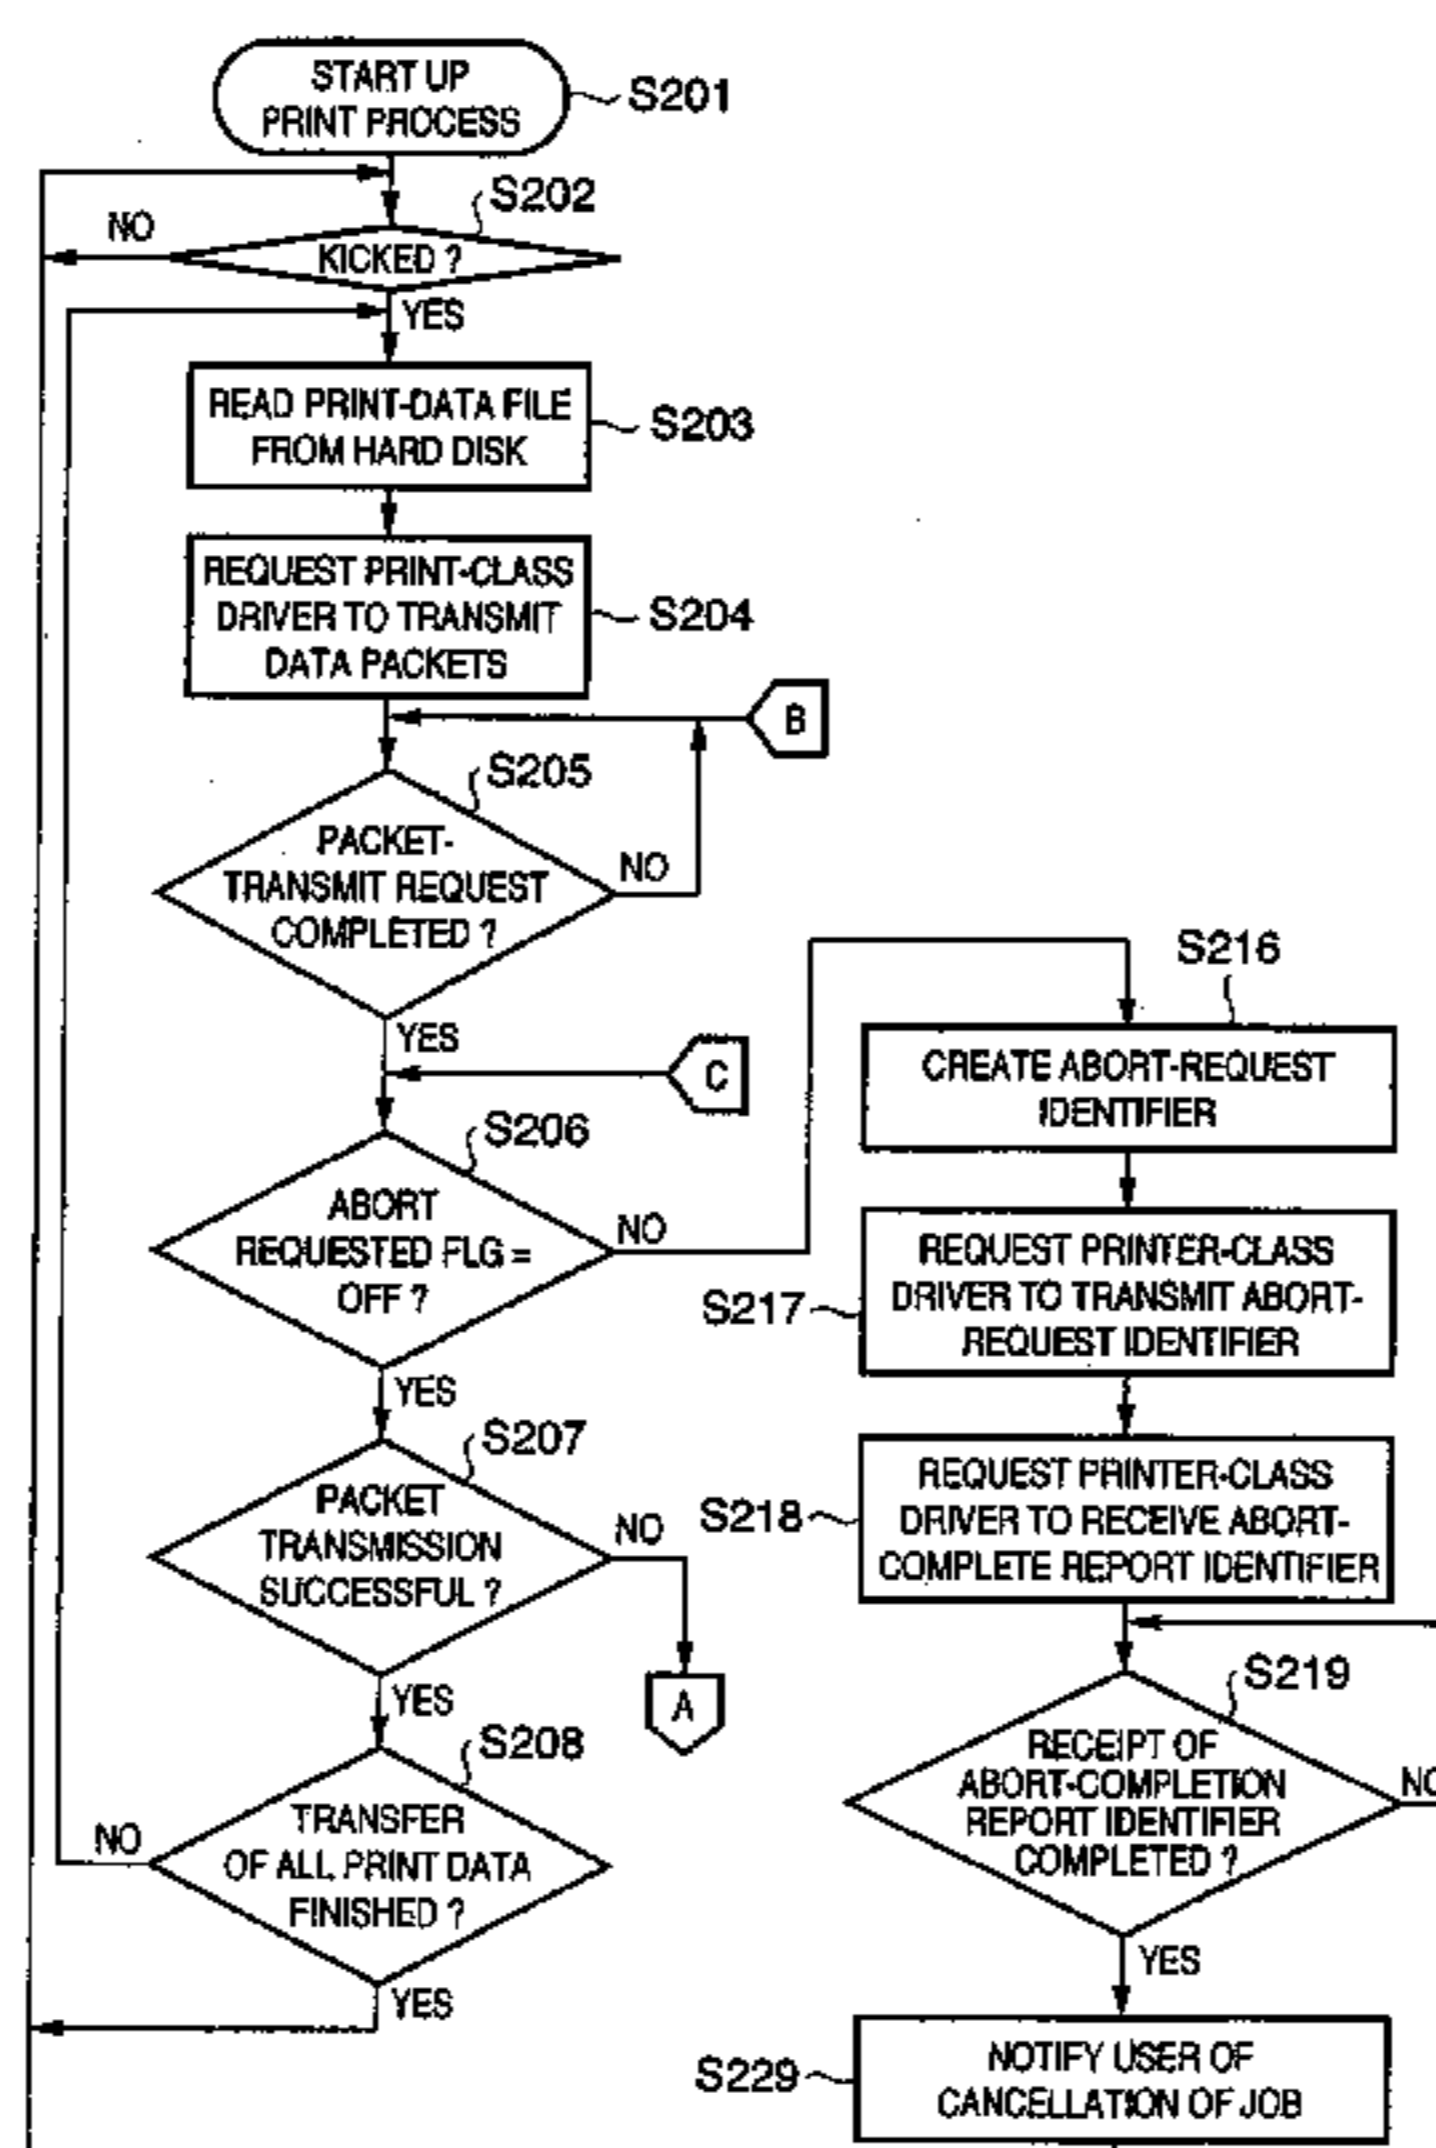 START UP
PRINT PROCESS
S201
S202
NO
KICKED ?
YES
READ PRINT-DATA FILE
FROM HARD DISK
S203
REQUEST PRINT-CLASS
DRIVER TO TRANSMIT
DATA PACKETS
S204
B
S205
PACKET-
TRANSMIT REQUEST
COMPLETED ?
NO
YES
C
S206
ABORT
REQUESTED FLG =
OFF ?
NO
YES
S207
PACKET
TRANSMISSION
SUCCESSFUL ?
NO
A
YES
S208
TRANSFER
OF ALL PRINT DATA
FINISHED ?
NO
YES
S216
CREATE ABORT-REQUEST
IDENTIFIER
S217
REQUEST PRINTER-CLASS
DRIVER TO TRANSMIT ABORT-
REQUEST IDENTIFIER
S218
REQUEST PRINTER-CLASS
DRIVER TO RECEIVE ABORT-
COMPLETE REPORT IDENTIFIER
S219
RECEIPT OF
ABORT-COMPLETION
REPORT IDENTIFIER
COMPLETED ?
NO
YES
S229
NOTIFY USER OF
CANCELLATION OF JOB